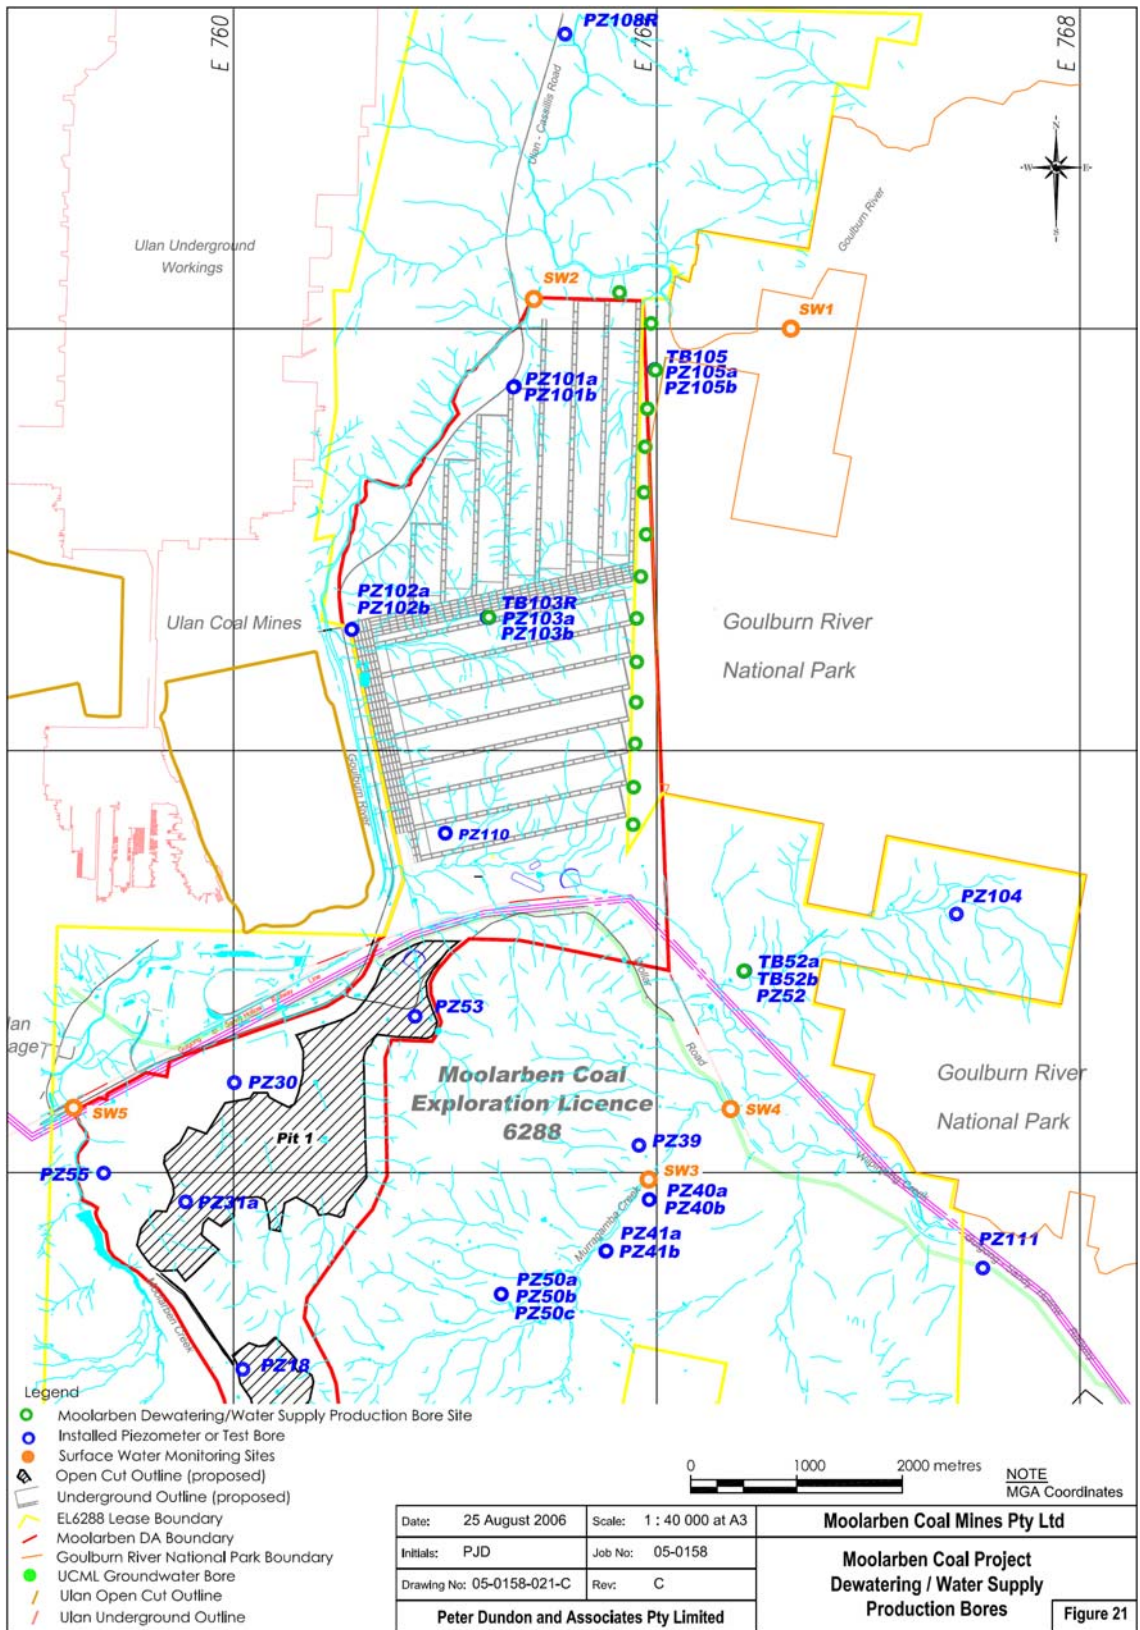 E 760
E 768
PZ108R
Ulan - Cassillis Road
N
W
E
S
Goulburn River
Ulan Underground
Workings
SW2
SW1
TB105
PZ105a
PZ105b
PZ101a
PZ101b
PZ102a
PZ102b
TB103R
PZ103a
PZ103b
Ulan Coal Mines
Goulburn River
National Park
Goulburn River
PZ110
PZ104
TB52a
TB52b
PZ52
PZ53
Road
Moolarben Coal
Exploration Licence
6288
Goulburn River
National Park
PZ30
SW5
SW4
Pit 1
PZ39
Wilpinjong Creek
PZ55
SW3
PZ31a
PZ40a
PZ40b
Murragamba Creek
PZ41a
PZ41b
PZ111
PZ50a
PZ50b
PZ50c
Moolarben Creek
PZ18
Legend
Moolarben Dewatering/Water Supply Production Bore Site
Installed Piezometer or Test Bore
Surface Water Monitoring Sites
Open Cut Outline (proposed)
Underground Outline (proposed)
EL6288 Lease Boundary
Moolarben DA Boundary
Goulburn River National Park Boundary
UCML Groundwater Bore
Ulan Open Cut Outline
Ulan Underground Outline
0 1000 2000 metres
NOTE
MGA Coordinates
Date: 25 August 2006 Scale: 1 : 40 000 at A3
Initials: PJD Job No: 05-0158
Drawing No: 05-0158-021-C Rev: C
Peter Dundon and Associates Pty Limited
Moolarben Coal Mines Pty Ltd
Moolarben Coal Project
Dewatering / Water Supply
Production Bores
Figure 21